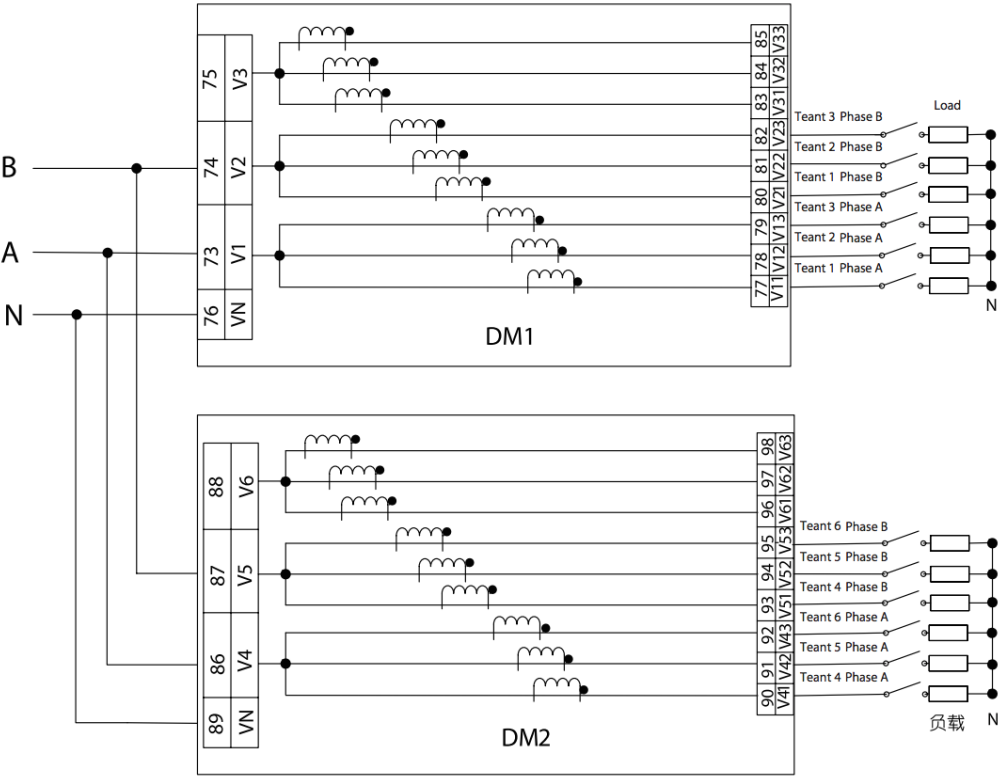 B
A
N
75 V3
74 V2
73 V1
76 VN
85 V33
84 V32
83 V31
82 V23
81 V22
80 V21
79 V13
78 V12
77 V11
Load
Teant 3 Phase B
Teant 2 Phase B
Teant 1 Phase B
Teant 3 Phase A
Teant 2 Phase A
Teant 1 Phase A
N
DM1
88 V6
87 V5
86 V4
89 VN
98 V63
97 V62
96 V61
95 V53
94 V52
93 V51
92 V43
91 V42
90 V41
Teant 6 Phase B
Teant 5 Phase B
Teant 4 Phase B
Teant 6 Phase A
Teant 5 Phase A
Teant 4 Phase A
负载
N
DM2